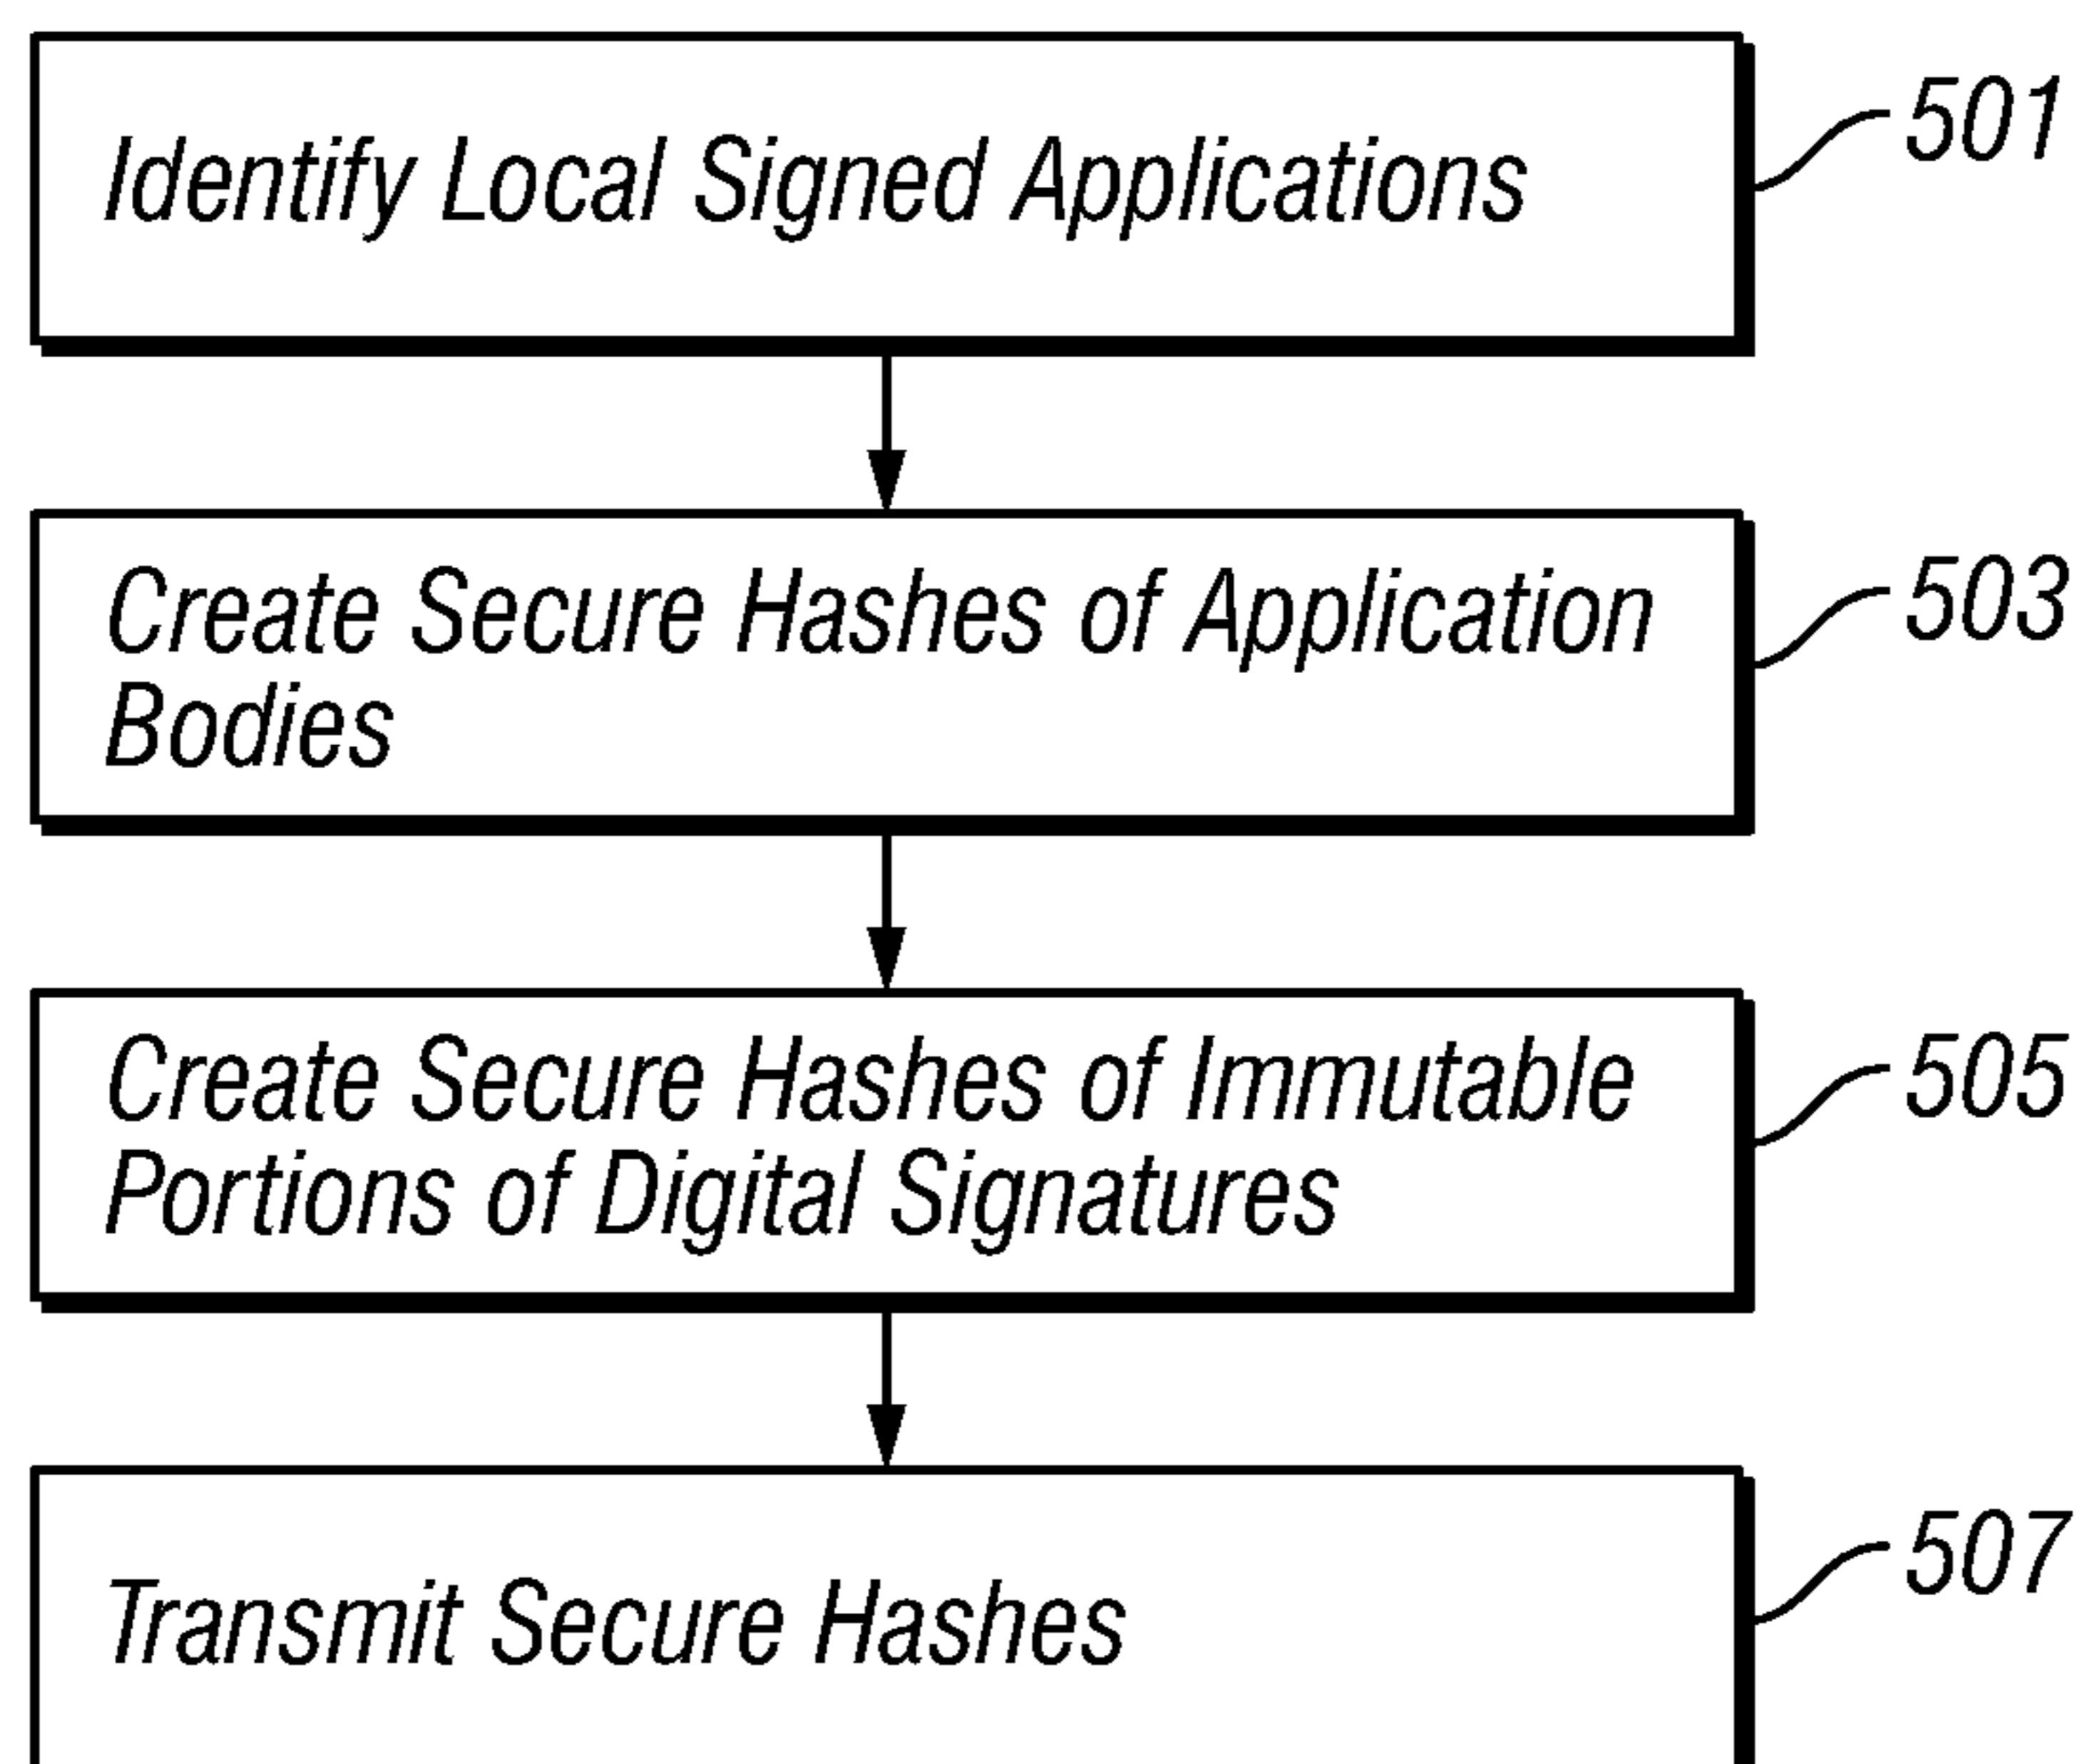 Identify Local Signed Applications
501
Create Secure Hashes of Application
Bodies
503
Create Secure Hashes of Immutable
Portions of Digital Signatures
505
Transmit Secure Hashes
507